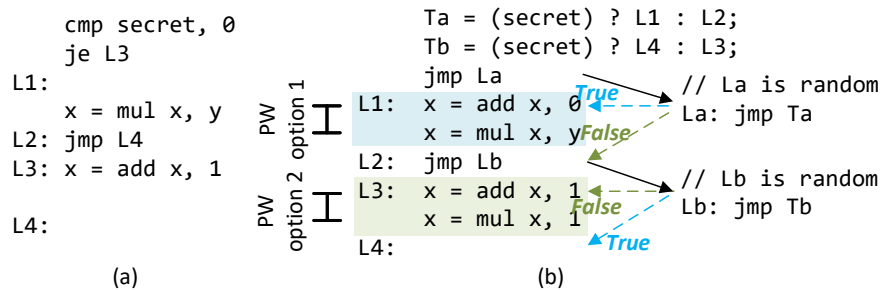 cmp secret, 0
je L3
L1:
x = mul x, y
L2: jmp L4
L3: x = add x, 1
L4:
(a)
Ta = (secret) ? L1 : L2;
Tb = (secret) ? L4 : L3;
jmp La
L1: x = add x, 0
x = mul x, y
L2: jmp Lb
L3: x = add x, 1
x = mul x, 1
L4:
PW
option 1
PW
option 2
True
False
False
True
// La is random
La: jmp Ta
// Lb is random
Lb: jmp Tb
(b)